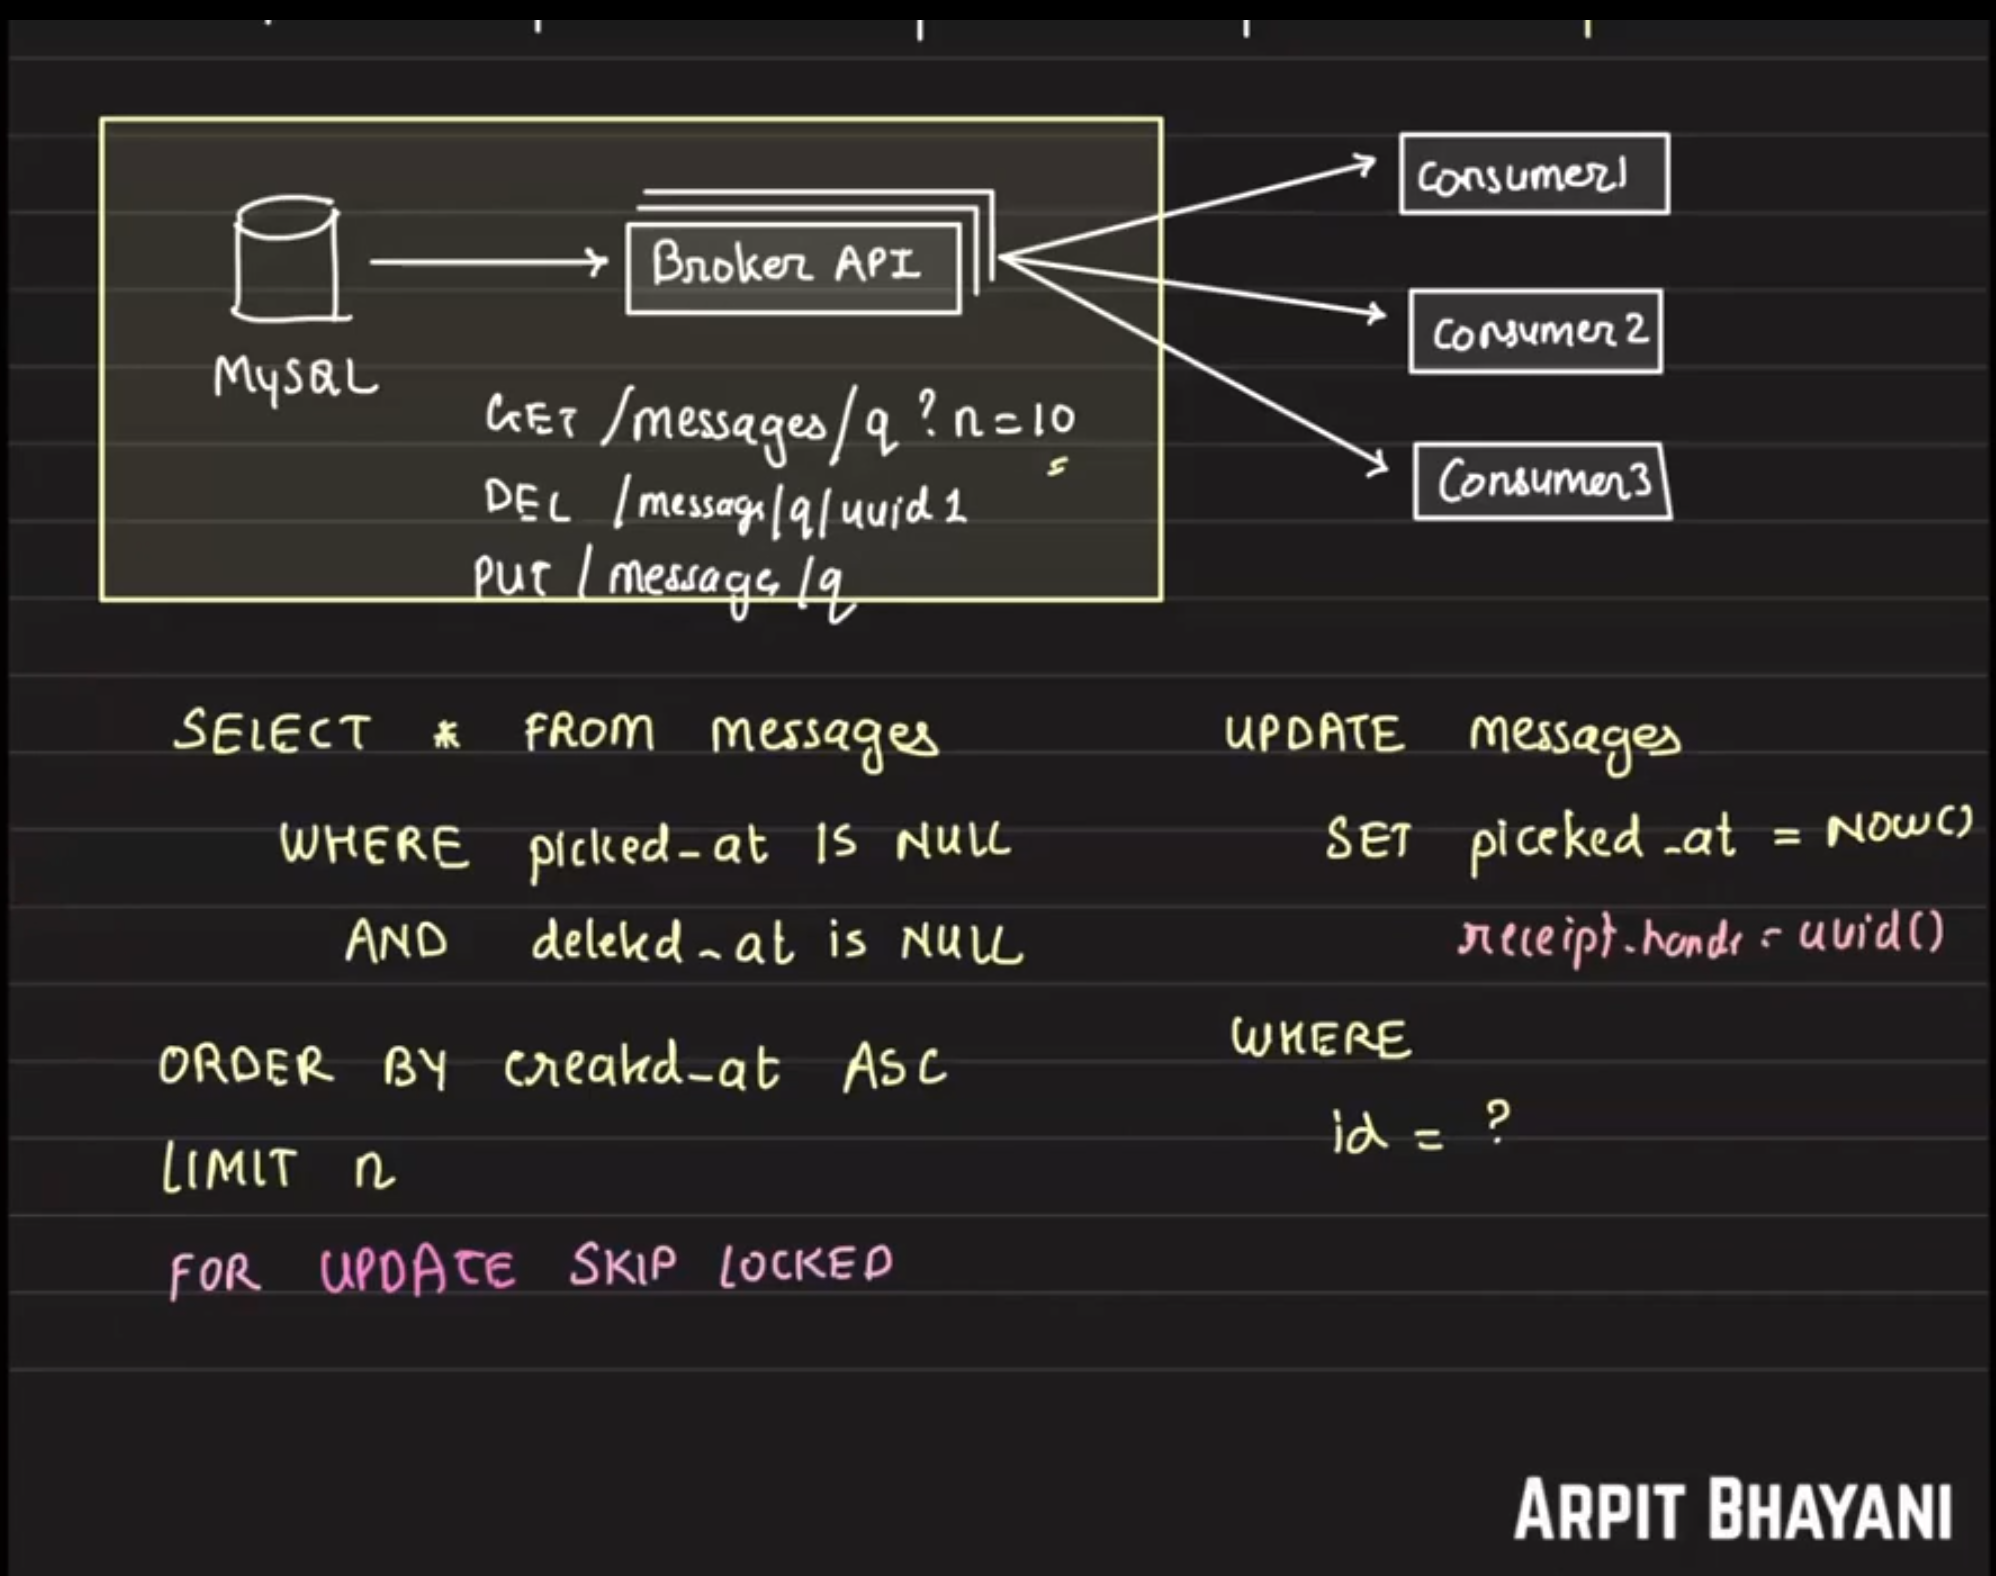 MySQL
Broker API
Consumer1
Consumer2
Consumer3
GET /messages/q?n=10
DEL /message/q/uuid1
PUT /message/q
SELECT * FROM messages
WHERE picked_at IS NULL
AND deleted_at is NULL
ORDER BY created_at ASC
LIMIT n
FOR UPDATE SKIP LOCKED
UPDATE messages
SET piceked_at = NOW()
receipt_handle = uuid()
WHERE
id = ?
ARPIT BHAYANI